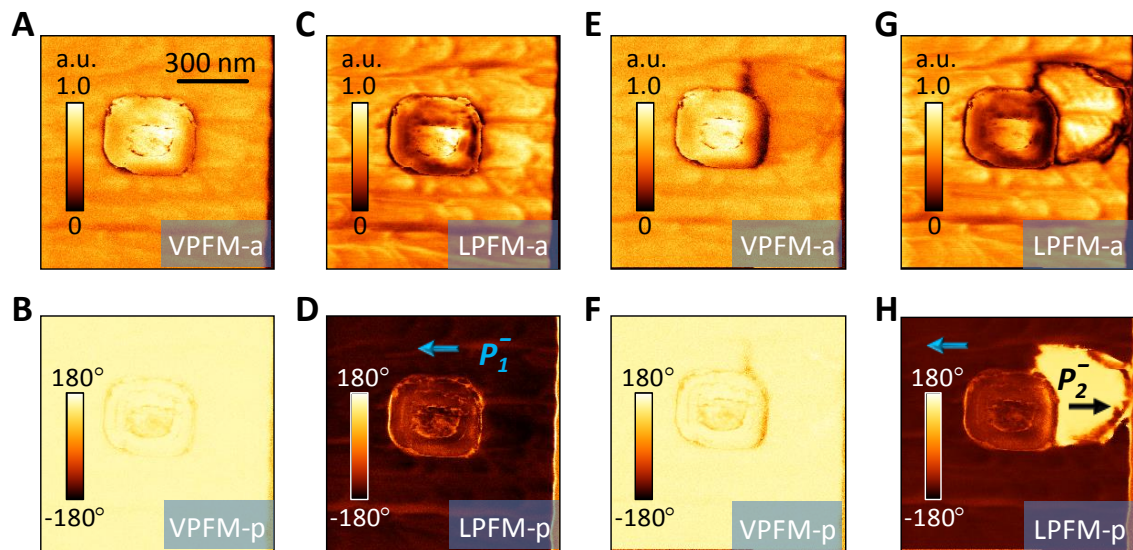 A
a.u.
1.0
300 nm
0
VPFM-a
C
a.u.
1.0
0
LPFM-a
E
a.u.
1.0
0
VPFM-a
G
a.u.
1.0
0
LPFM-a
B
180°
-180°
VPFM-p
D
P₁⁻
180°
-180°
LPFM-p
F
180°
-180°
VPFM-p
H
180°
P₂⁻
-180°
LPFM-p